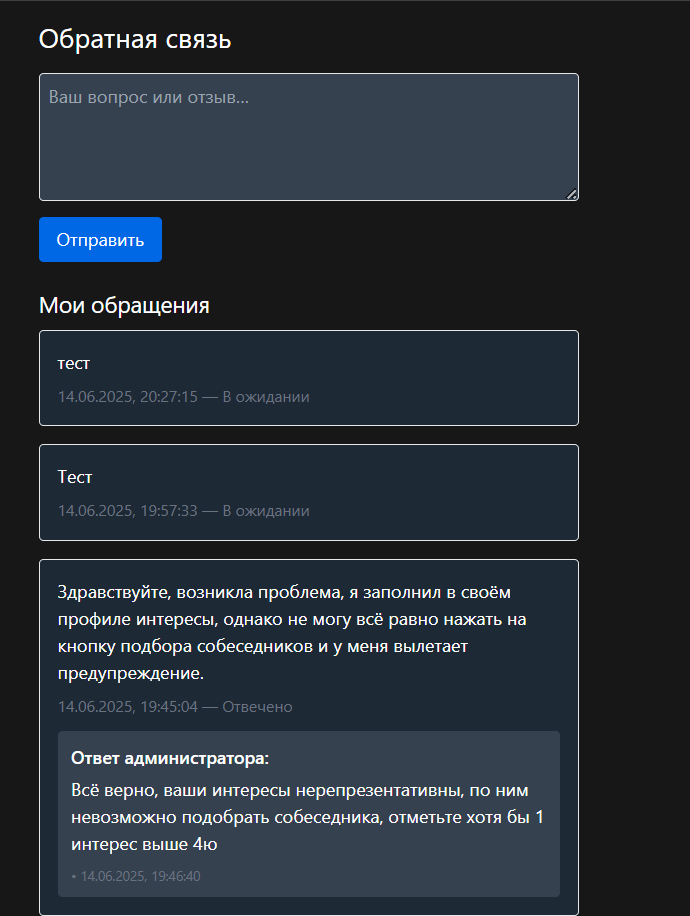 Обратная связь
Ваш вопрос или отзыв...
Отправить
Мои обращения
тест
14.06.2025, 20:27:15 — В ожидании
Тест
14.06.2025, 19:57:33 — В ожидании
Здравствуйте, возникла проблема, я заполнил в своём
профиле интересы, однако не могу всё равно нажать на
кнопку подбора собеседников и у меня вылетает
предупреждение.
14.06.2025, 19:45:04 — Отвечено
Ответ администратора:
Всё верно, ваши интересы нерепрезентативны, по ним
невозможно подобрать собеседника, отметьте хотя бы 1
интерес выше 4ю
• 14.06.2025, 19:46:40